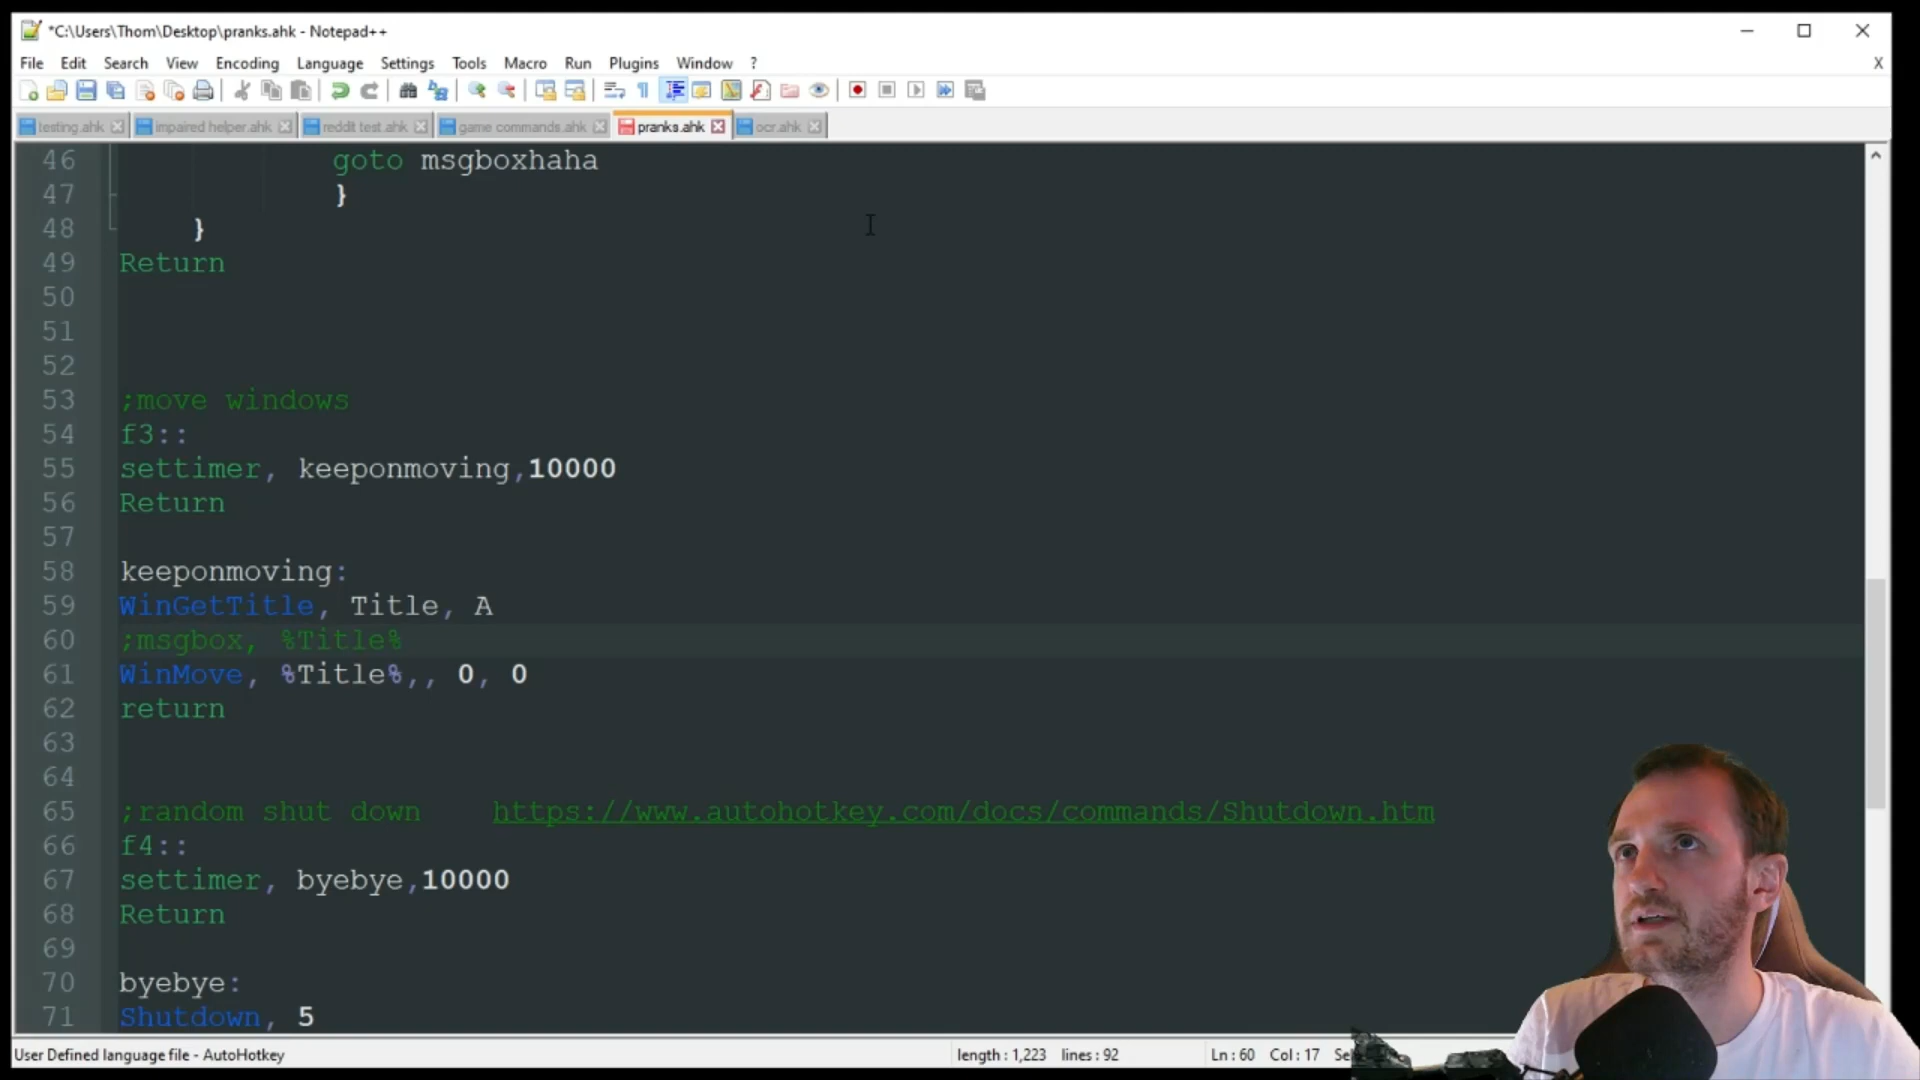 *C:\Users\Thom\Desktop\pranks.ahk - Notepad++
File Edit Search View Encoding Language Settings Tools Macro Run Plugins Window ?
X
testing.ahk impaired helper.ahk reddit test.ahk game commands.ahk pranks.ahk ocr.ahk
46 goto msgboxhaha
47 }
48 }
49 Return
50
51
52
53 ;move windows
54 f3::
55 settimer, keeponmoving,10000
56 Return
57
58 keeponmoving:
59 WinGetTitle, Title, A
60 ;msgbox, %Title%
61 WinMove, %Title%,, 0, 0
62 return
63
64
65 ;random shut down https://www.autohotkey.com/docs/commands/Shutdown.htm
66 f4::
67 settimer, byebye,10000
68 Return
69
70 byebye:
71 Shutdown, 5
User Defined language file - AutoHotkey length : 1,223 lines : 92 Ln : 60 Col : 17